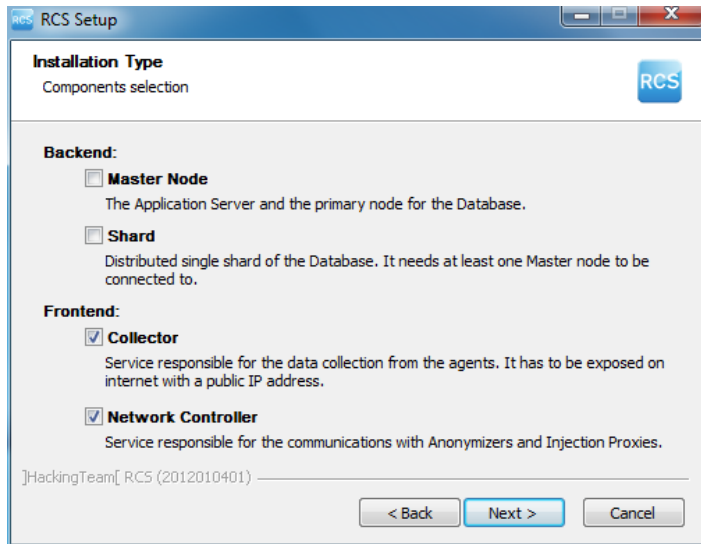 RCS RCS Setup
Installation Type
Components selection
RCS
Backend:
Master Node
The Application Server and the primary node for the Database.
Shard
Distributed single shard of the Database. It needs at least one Master node to be
connected to.
Frontend:
Collector
Service responsible for the data collection from the agents. It has to be exposed on
internet with a public IP address.
Network Controller
Service responsible for the communications with Anonymizers and Injection Proxies.
]HackingTeam[ RCS (2012010401)
< Back Next > Cancel